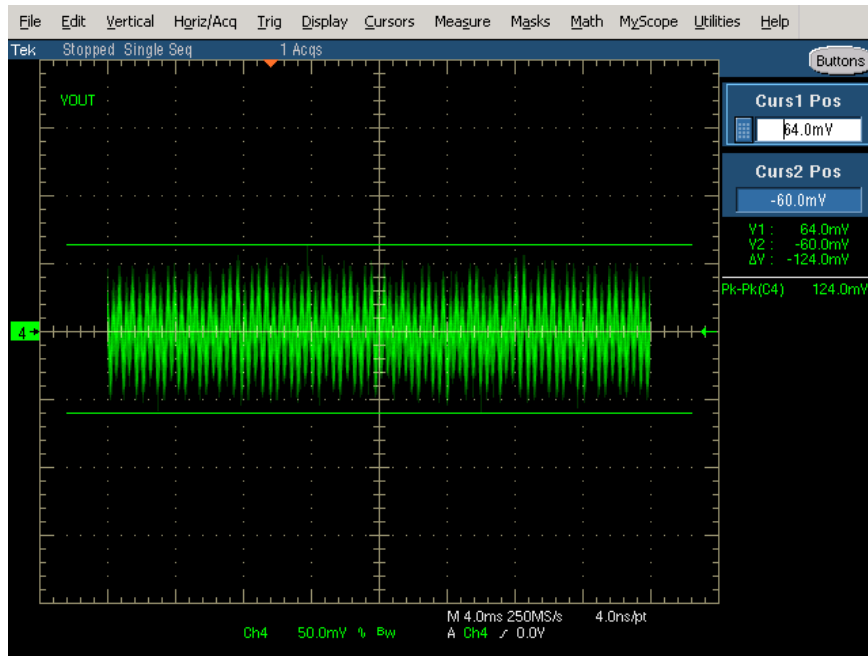 File Edit Vertical Horiz/Acq Trig Display Cursors Measure Masks Math MyScope Utilities Help
Tek Stopped Single Seq 1 Acqs
Buttons
VOUT
Curs1 Pos
64.0mV
Curs2 Pos
-60.0mV
V1 : 64.0mV
V2 : -60.0mV
ΔV : -124.0mV
Pk-Pk(C4) 124.0mV
4
M 4.0ms 250MS/s 4.0ns/pt
Ch4 50.0mV ∿ Bw
A Ch4 ⁄ 0.0V